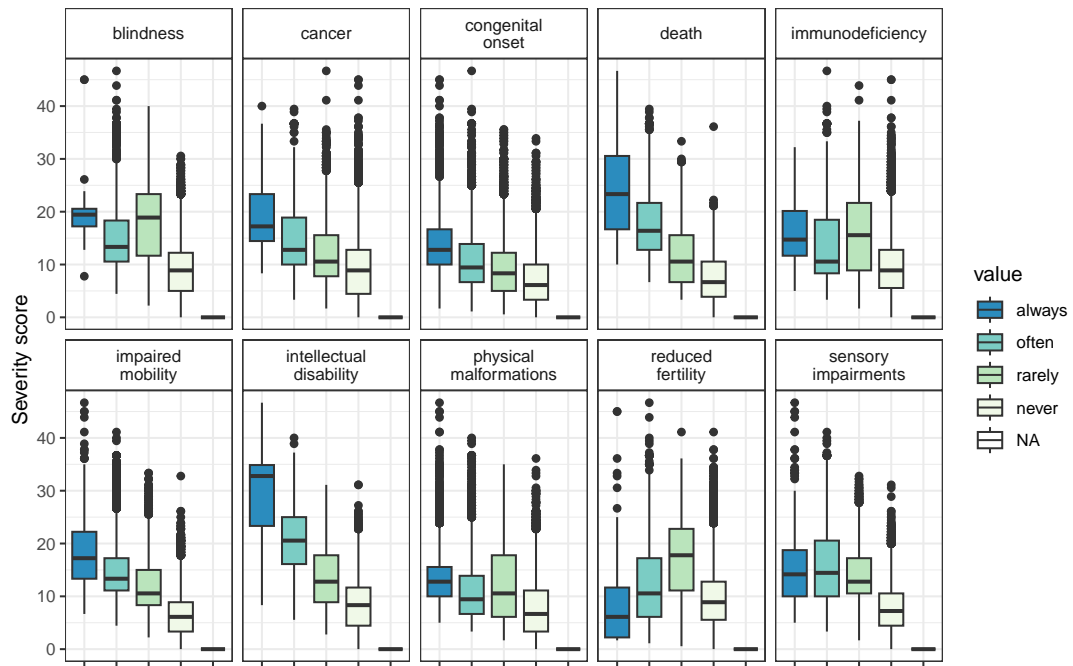 blindness
cancer
congenital
onset
death
immunodeficiency
40
30
20
10
0
impaired
mobility
intellectual
disability
physical
malformations
reduced
fertility
sensory
impairments
40
30
20
10
0
Severity score
value
always
often
rarely
never
NA